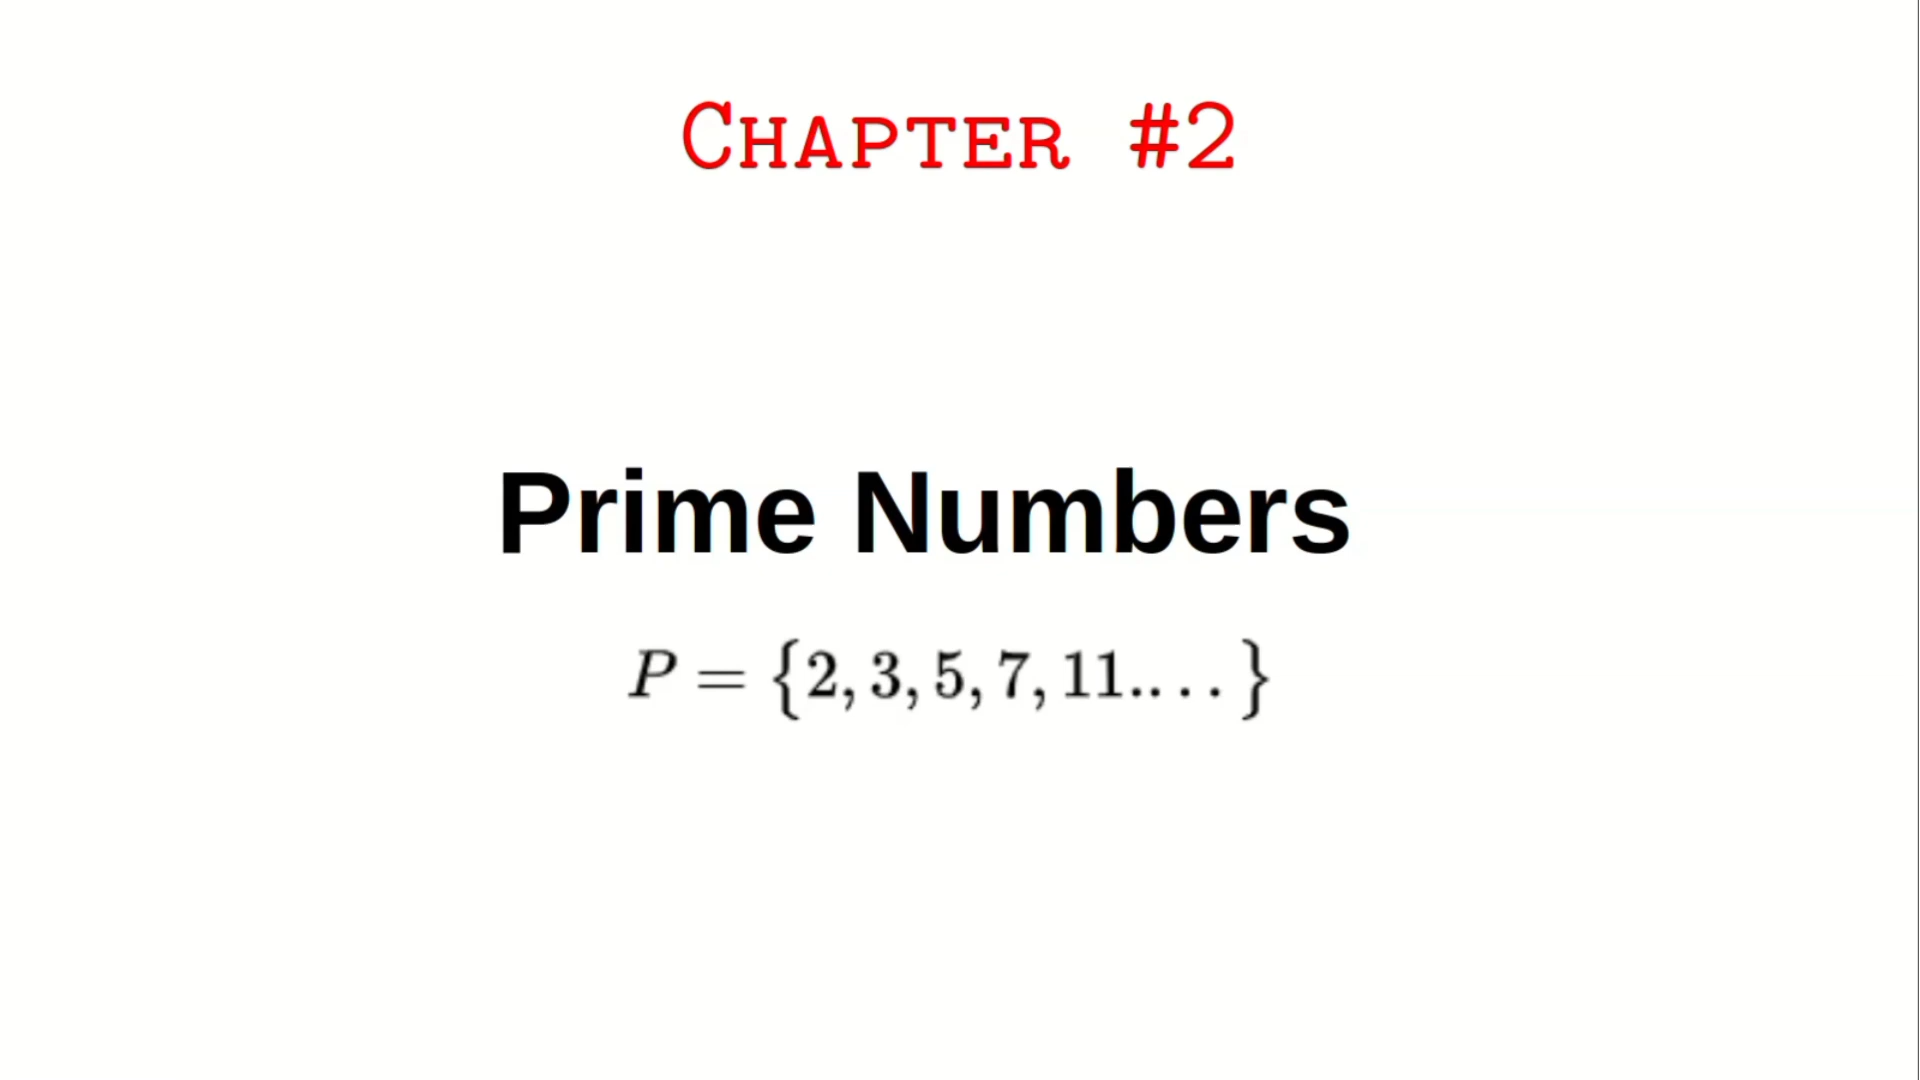 Chapter #2
Prime Numbers
P = {2, 3, 5, 7, 11.... }